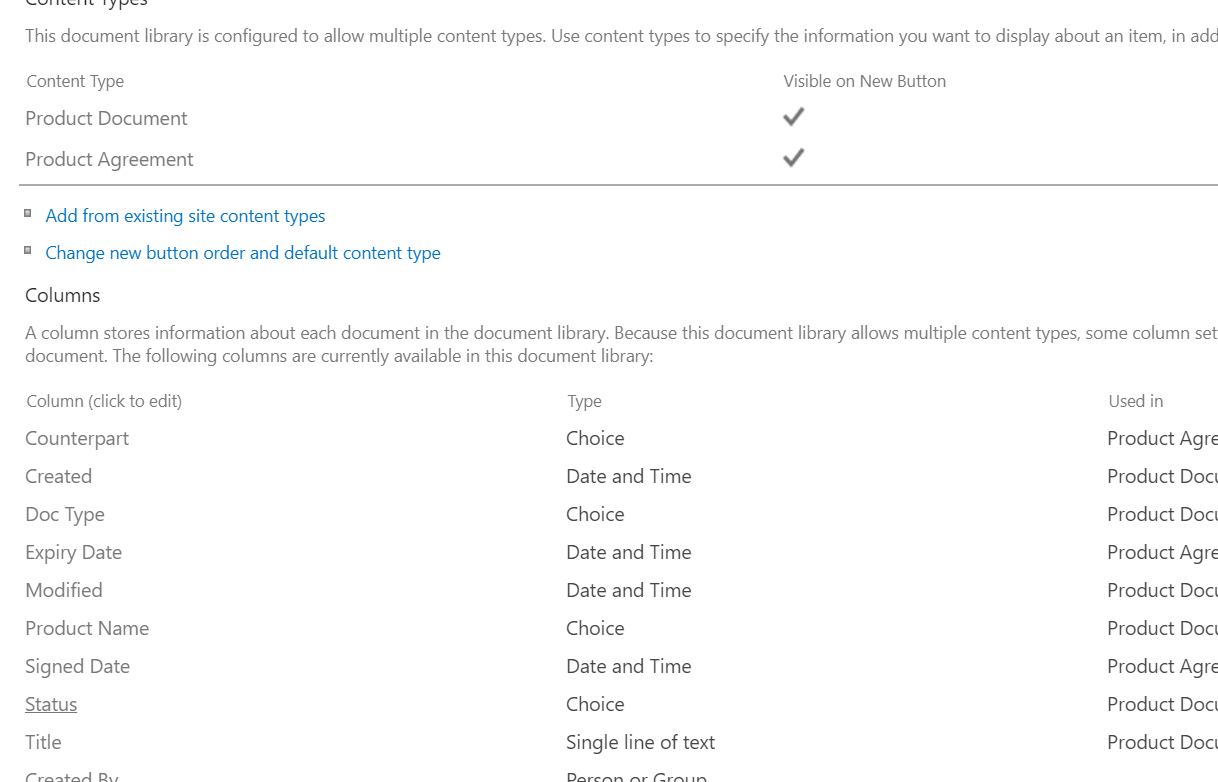 Content Types
This document library is configured to allow multiple content types. Use content types to specify the information you want to display about an item, in add
Content Type Visible on New Button
Product Document
Product Agreement
Add from existing site content types
Change new button order and default content type
Columns
A column stores information about each document in the document library. Because this document library allows multiple content types, some column set
document. The following columns are currently available in this document library:
Column (click to edit) Type Used in
Counterpart Choice Product Agre
Created Date and Time Product Docu
Doc Type Choice Product Docu
Expiry Date Date and Time Product Agre
Modified Date and Time Product Docu
Product Name Choice Product Docu
Signed Date Date and Time Product Agre
Status Choice Product Docu
Title Single line of text Product Docu
Created By Person or Group